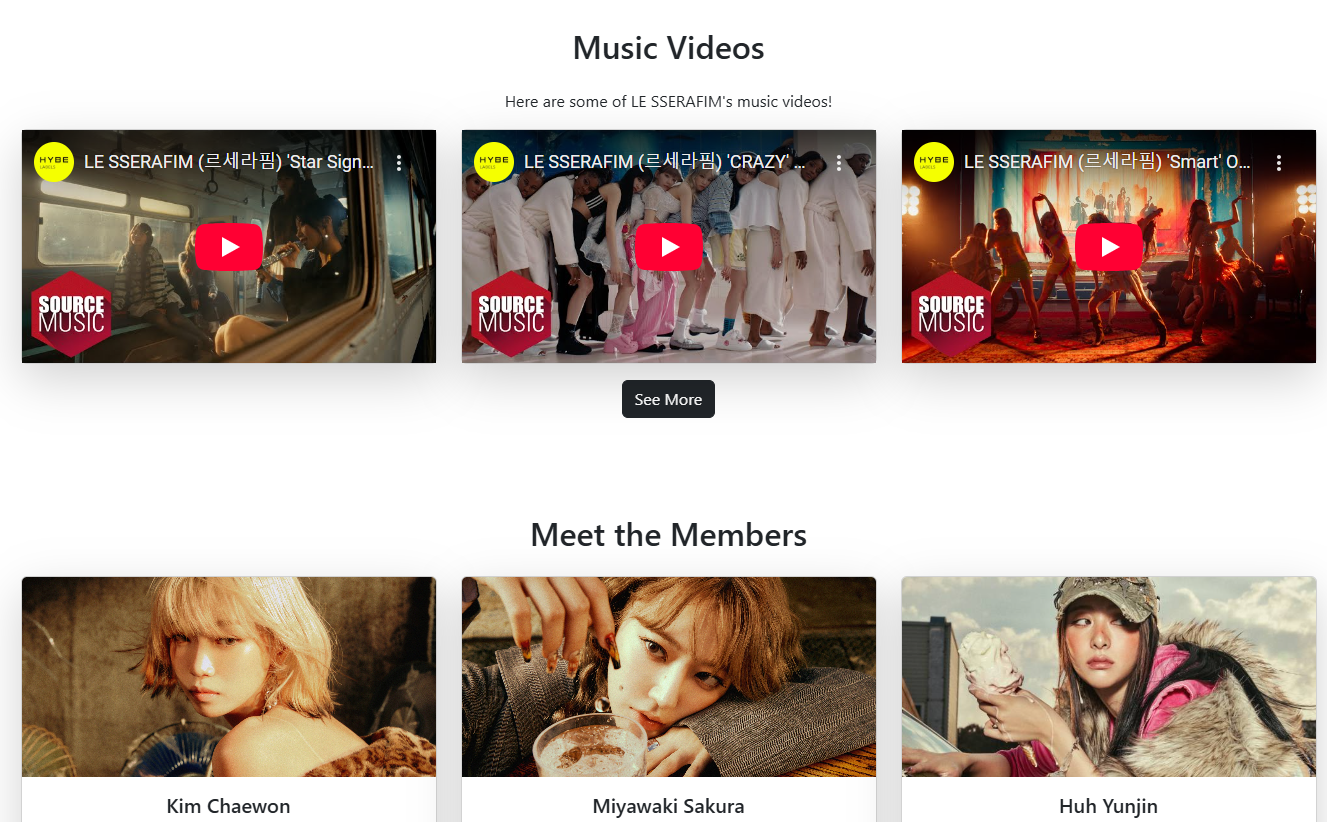 Music Videos
Here are some of LE SSERAFIM's music videos!
HYBE
LABELS
LE SSERAFIM (르세라핌) 'Star Sign...
SOURCE
MUSIC
HYBE
LABELS
LE SSERAFIM (르세라핌) 'CRAZY' ...
SOURCE
MUSIC
HYBE
LABELS
LE SSERAFIM (르세라핌) 'Smart' O...
SOURCE
MUSIC
See More
Meet the Members
Kim Chaewon
Miyawaki Sakura
Huh Yunjin